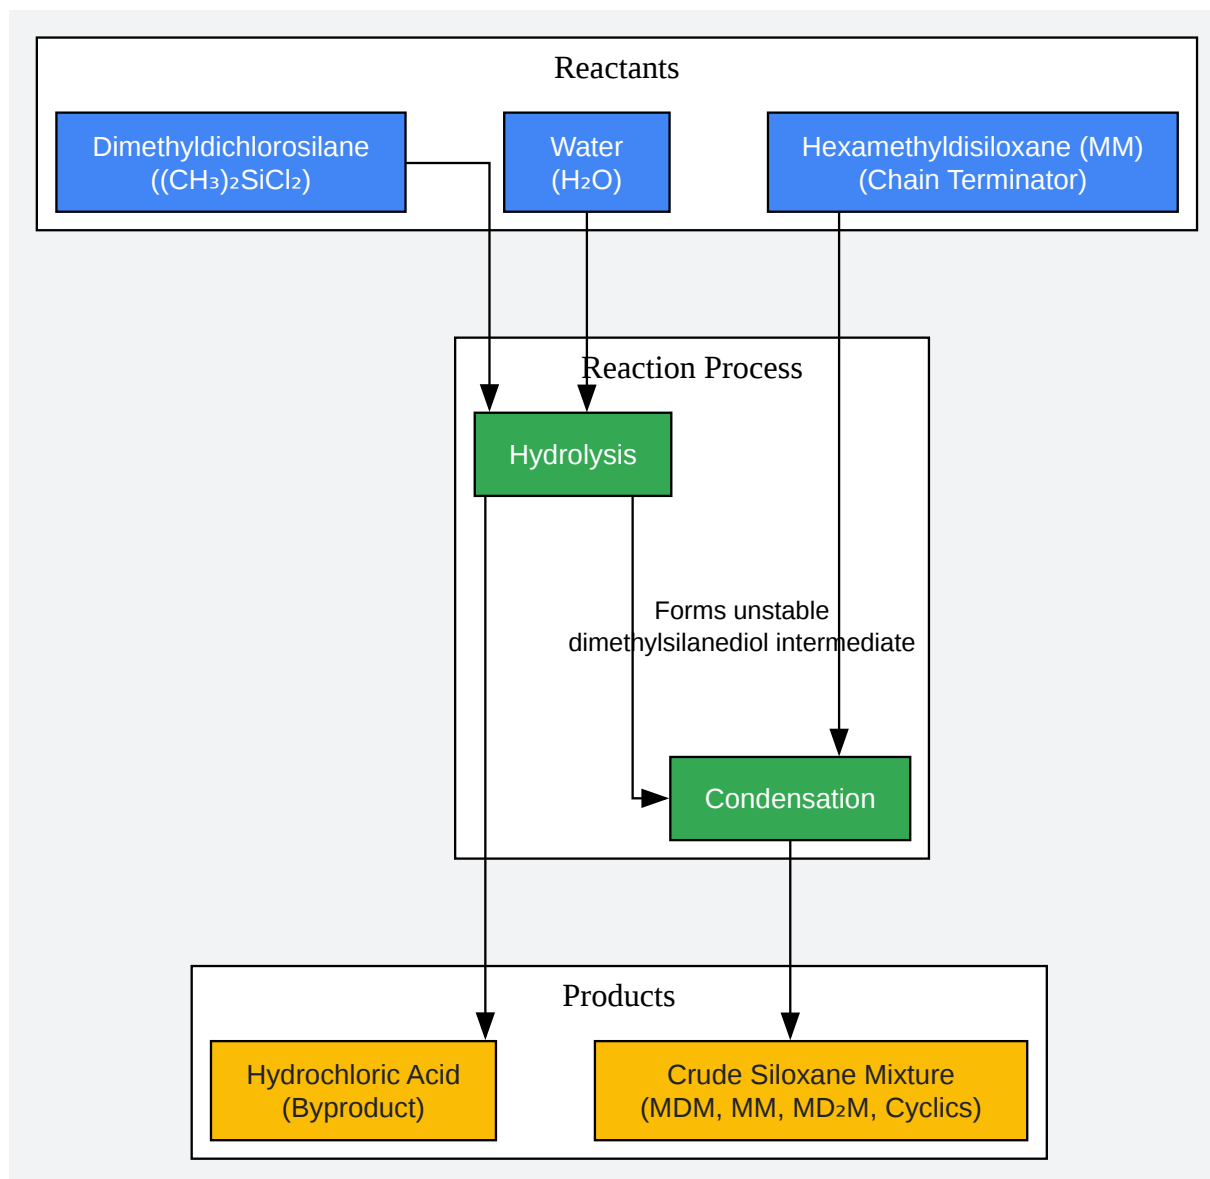 Reactants
Dimethyldichlorosilane
((CH₃)₂SiCl₂)
Water
(H₂O)
Hexamethyldisiloxane (MM)
(Chain Terminator)
Reaction Process
Hydrolysis
Forms unstable
dimethylsilanediol intermediate
Condensation
Products
Hydrochloric Acid
(Byproduct)
Crude Siloxane Mixture
(MDM, MM, MD₂M, Cyclics)